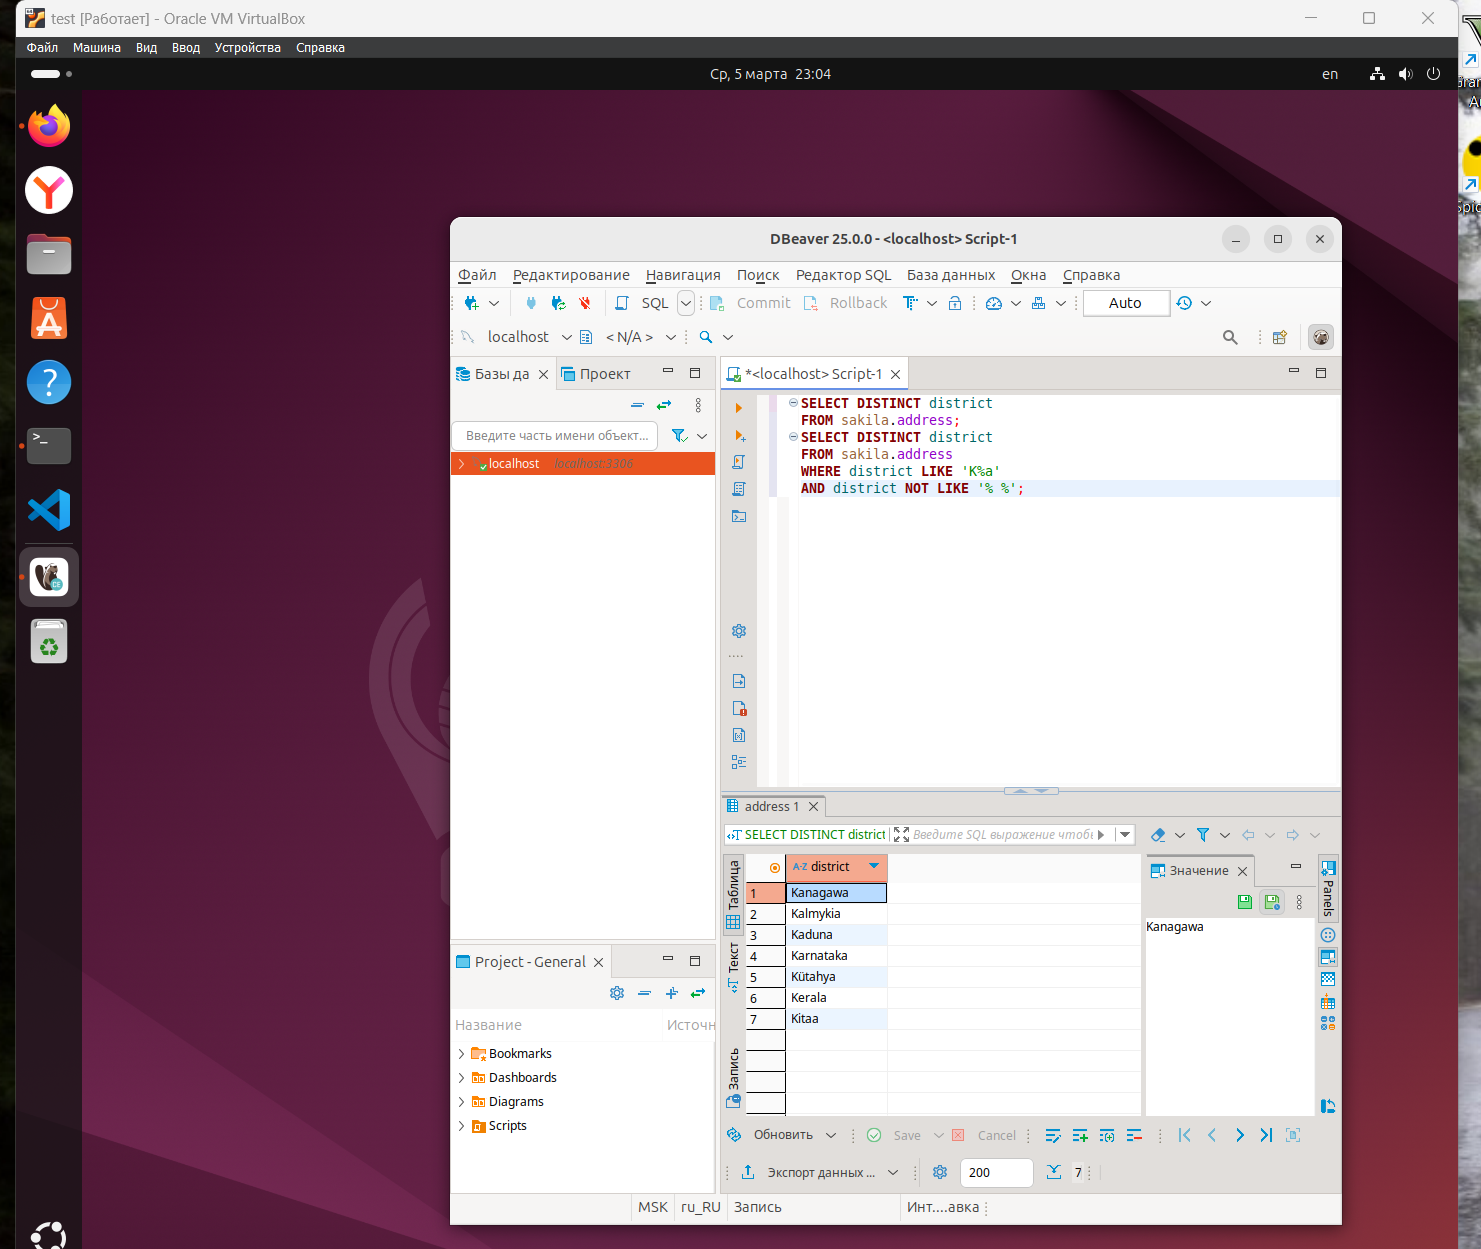 test [Работает] - Oracle VM VirtualBox
Файл Машина Вид Ввод Устройства Справка
Ср, 5 марта 23:04
en
DBeaver 25.0.0 - <localhost> Script-1
Файл Редактирование Навигация Поиск Редактор SQL База данных Окна Справка
SQL Commit Rollback Auto
localhost < N/A >
Базы да Проект
*<localhost> Script-1
Введите часть имени объект...
localhost localhost:3306
SELECT DISTINCT district
FROM sakila.address;
SELECT DISTINCT district
FROM sakila.address
WHERE district LIKE 'K%a'
AND district NOT LIKE '% %';
Project - General
Название Источн
Bookmarks
Dashboards
Diagrams
Scripts
address 1
SELECT DISTINCT district Введите SQL выражение чтобы
Таблица
Текст
Запись
A-Z district
1 Kanagawa
2 Kalmykia
3 Kaduna
4 Karnataka
5 Kütahya
6 Kerala
7 Kitaa
Значение
Kanagawa
Panels
Обновить Save Cancel
Экспорт данных ... 200 7
MSK ru_RU Запись Инт....авка